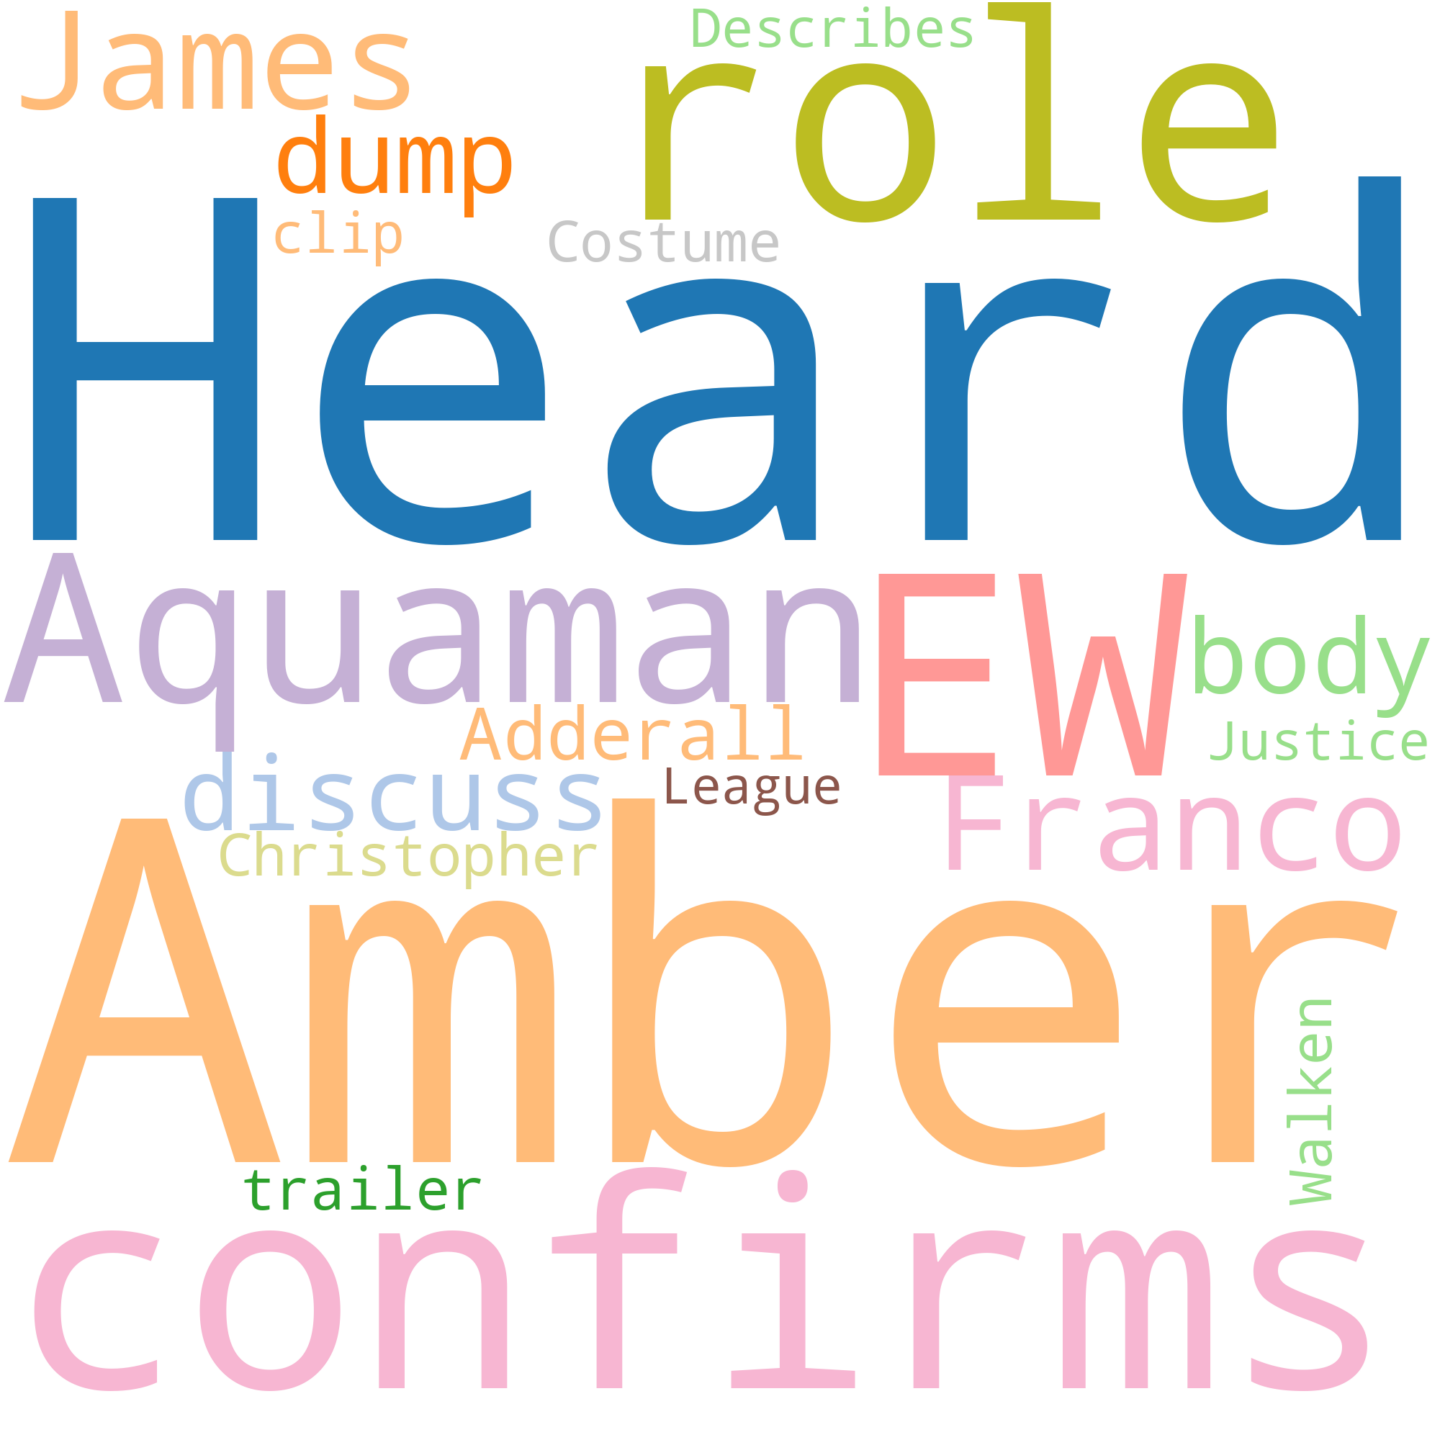 James
Describes
role
dump
clip
Costume
Heard
Aquaman
EW
body
Adderall
Justice
discuss
League
Franco
Christopher
Amber
Walken
trailer
confirms